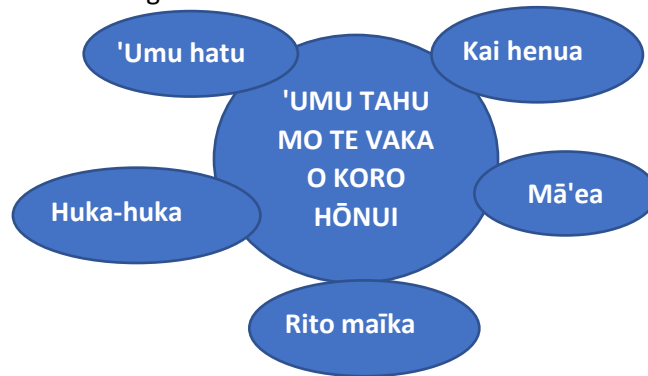 'Umu hatu
Kai henua
'UMU TAHU
MO TE VAKA
O KORO
HŌNUI
Mā'ea
Huka-huka
Rito maīka